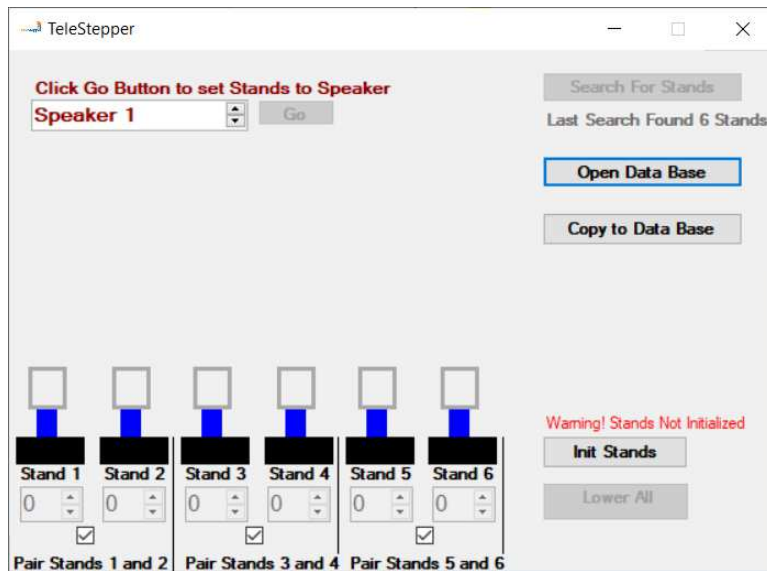 TeleStepper
Click Go Button to set Stands to Speaker
Speaker 1
Go
Search For Stands
Last Search Found 6 Stands
Open Data Base
Copy to Data Base
Warning! Stands Not Initialized
Init Stands
Lower All
Stand 1 Stand 2 Stand 3 Stand 4 Stand 5 Stand 6
0 0 0 0 0 0
Pair Stands 1 and 2 Pair Stands 3 and 4 Pair Stands 5 and 6